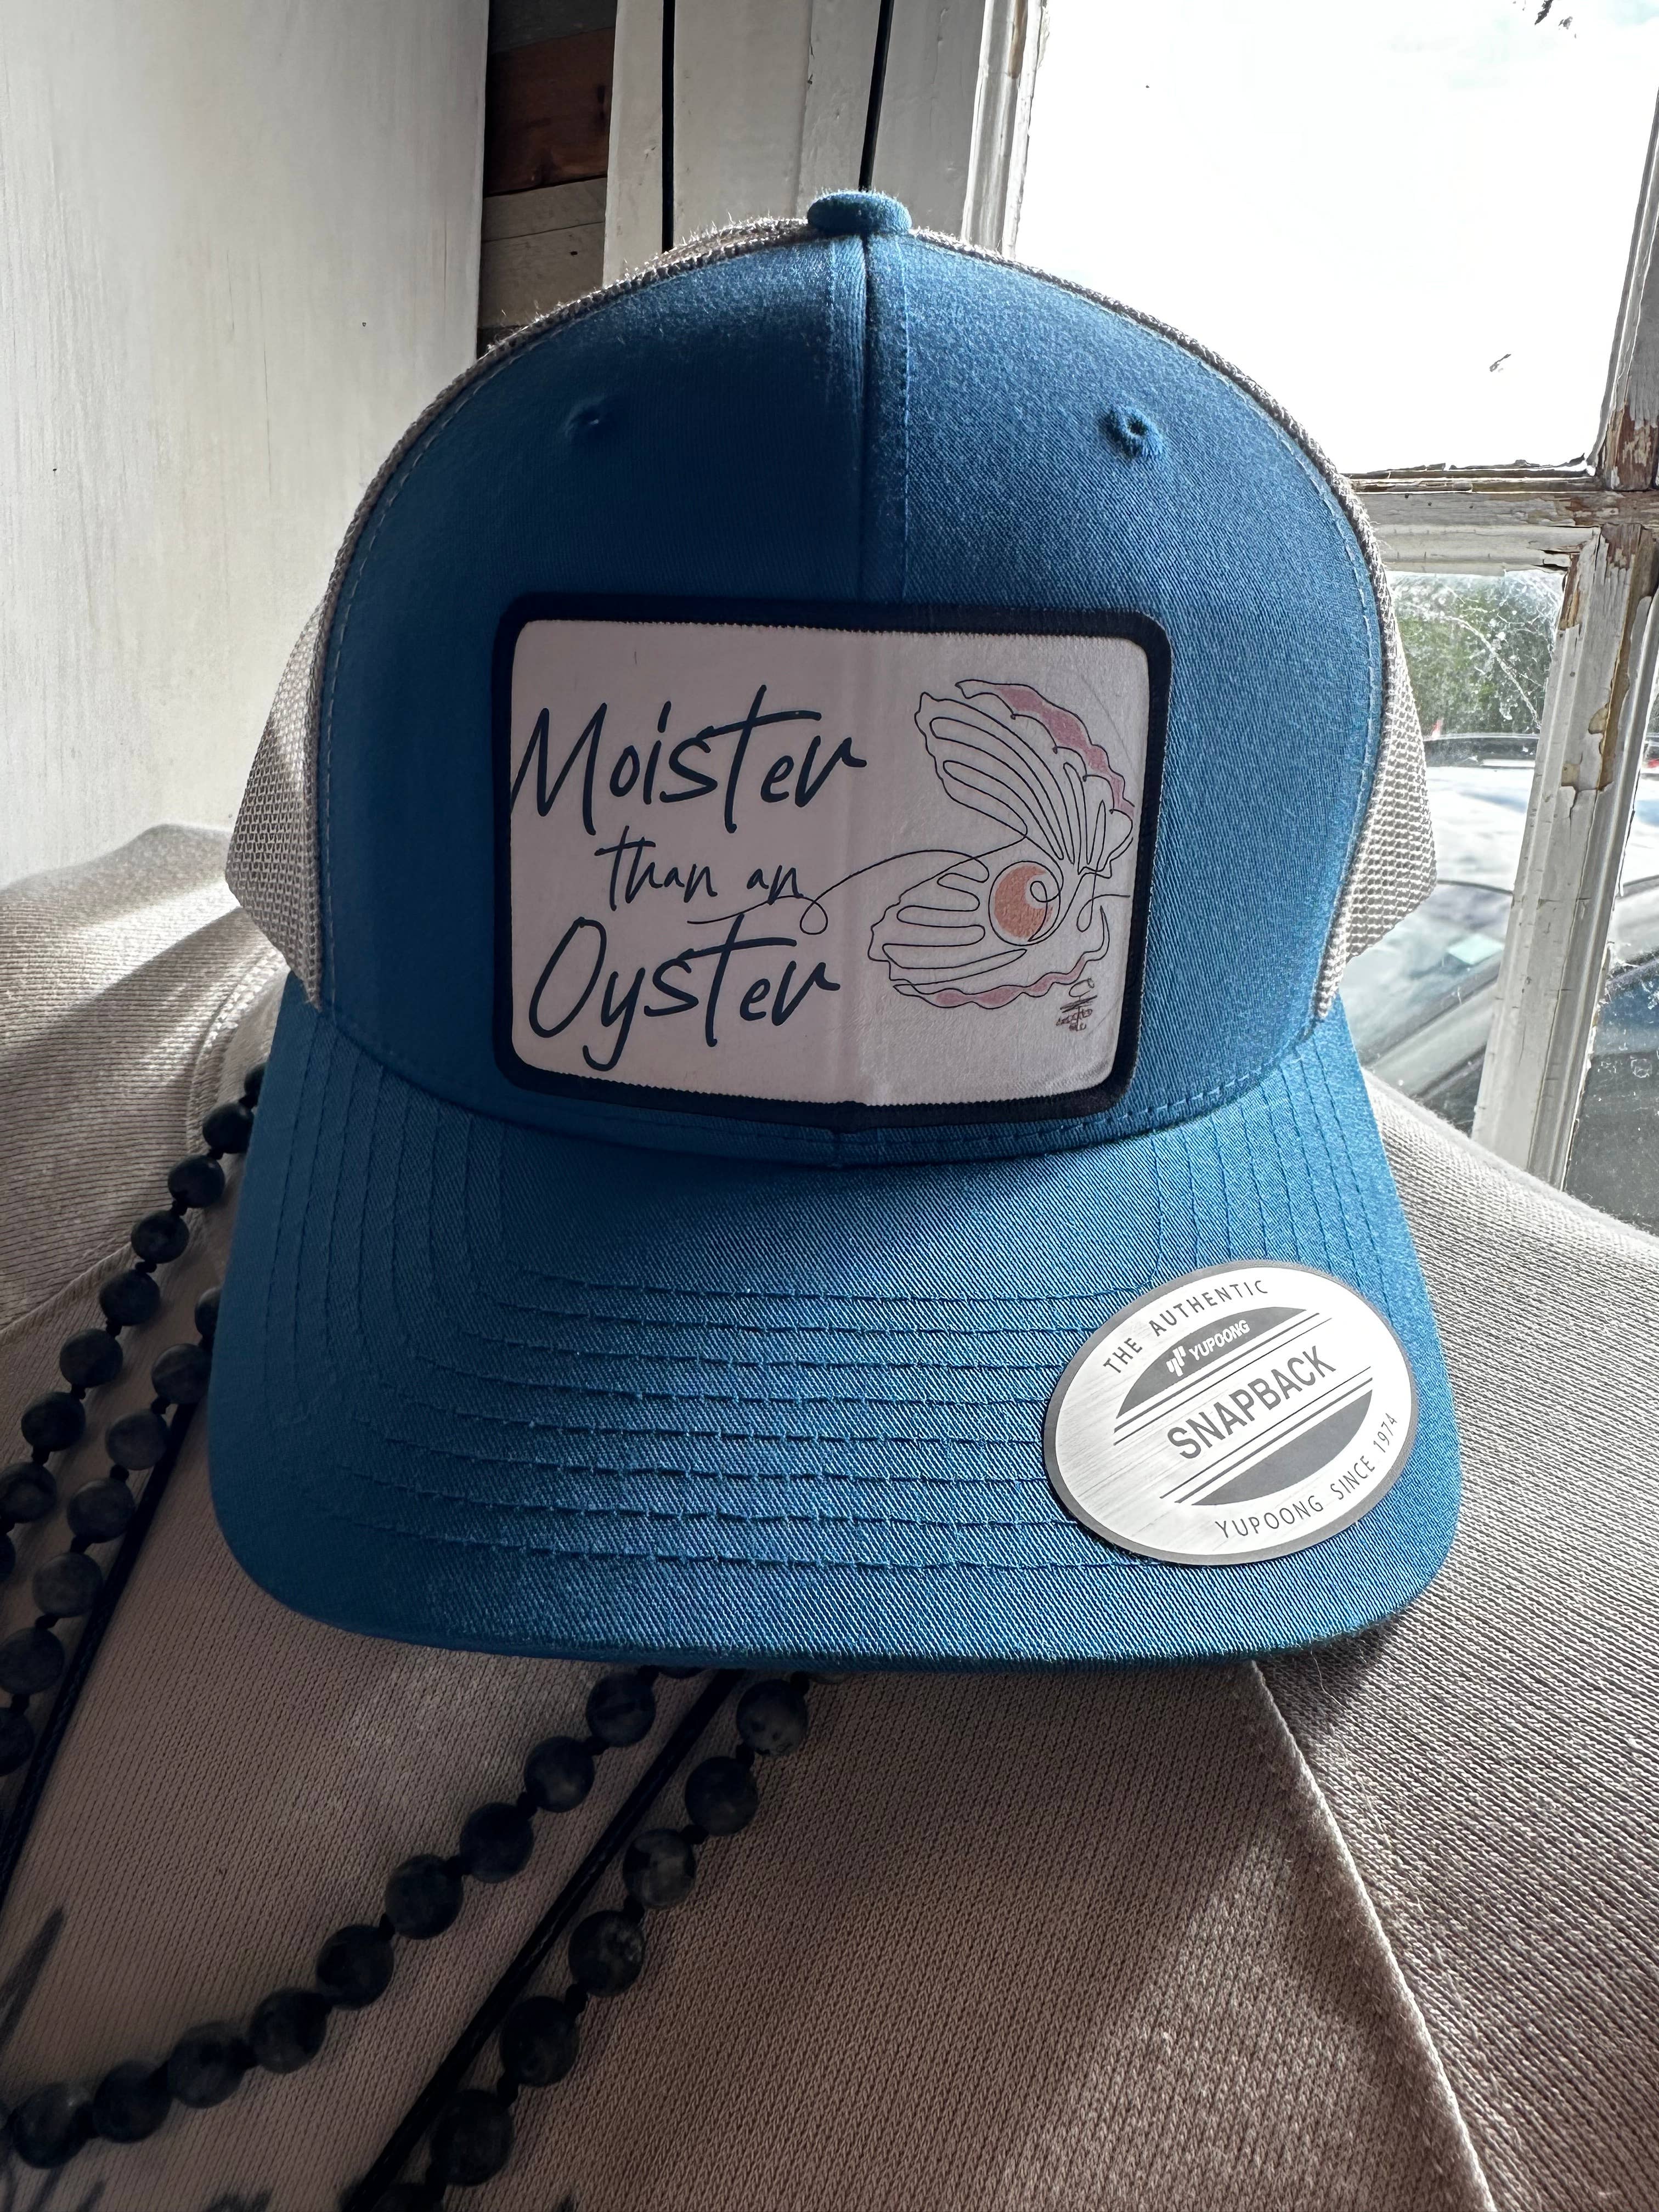 Moister
than an
Oyster
THE AUTHENTIC
YUPOONG
SNAPBACK
YUPOONG SINCE 1974